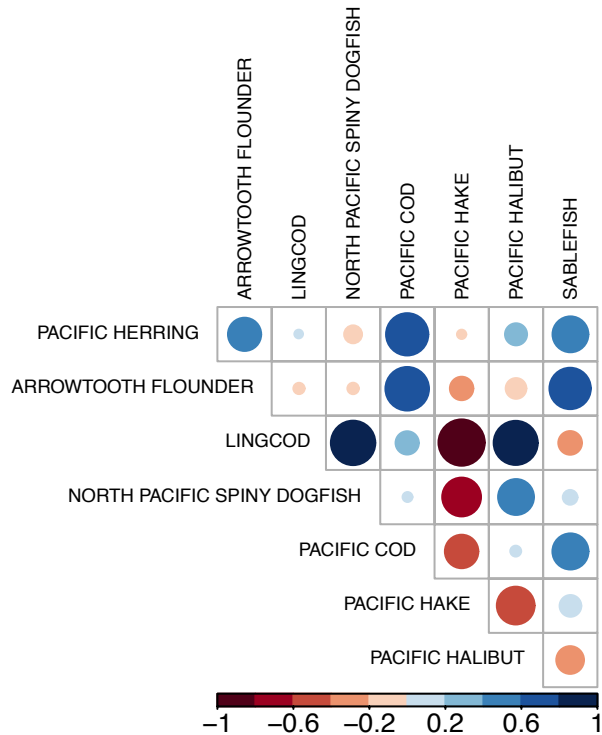 ARROWTOOTH FLOUNDER
LINGCOD
NORTH PACIFIC SPINY DOGFISH
PACIFIC COD
PACIFIC HAKE
PACIFIC HALIBUT
SABLEFISH
PACIFIC HERRING
ARROWTOOTH FLOUNDER
LINGCOD
NORTH PACIFIC SPINY DOGFISH
PACIFIC COD
PACIFIC HAKE
PACIFIC HALIBUT
−1 −0.6 −0.2 0.2 0.6 1